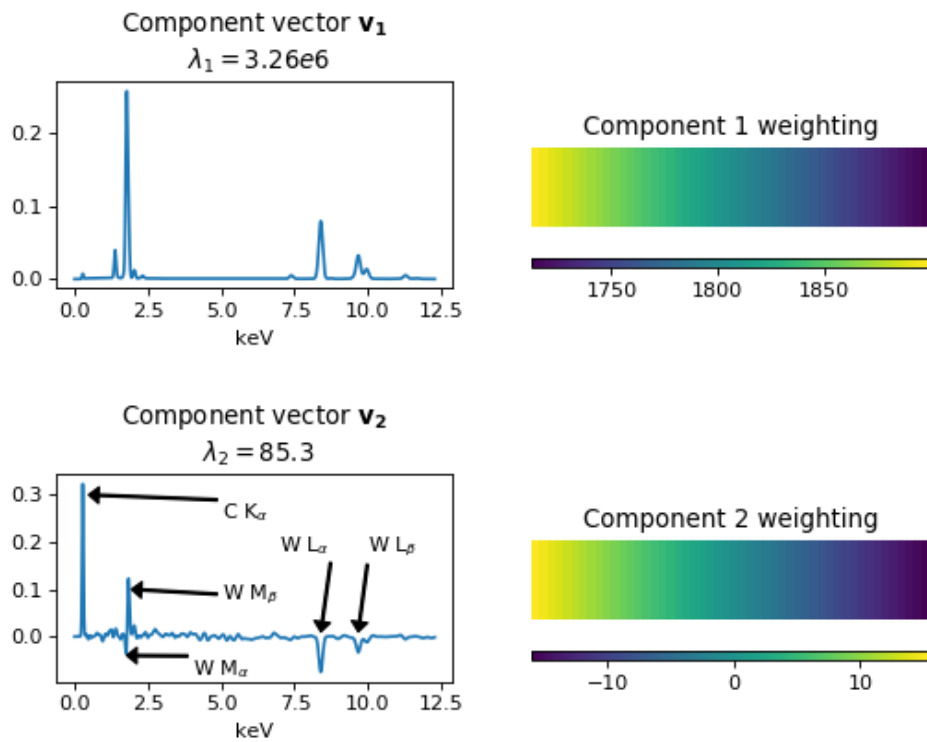 Component vector v₁
λ₁ = 3.26e6
0.2
0.1
0.0
0.0 2.5 5.0 7.5 10.0 12.5
keV
Component 1 weighting
1750 1800 1850
Component vector v₂
λ₂ = 85.3
0.3
0.2
0.1
0.0
C Kα
W Lα W Lβ
W Mβ
W Mα
0.0 2.5 5.0 7.5 10.0 12.5
keV
Component 2 weighting
−10 0 10